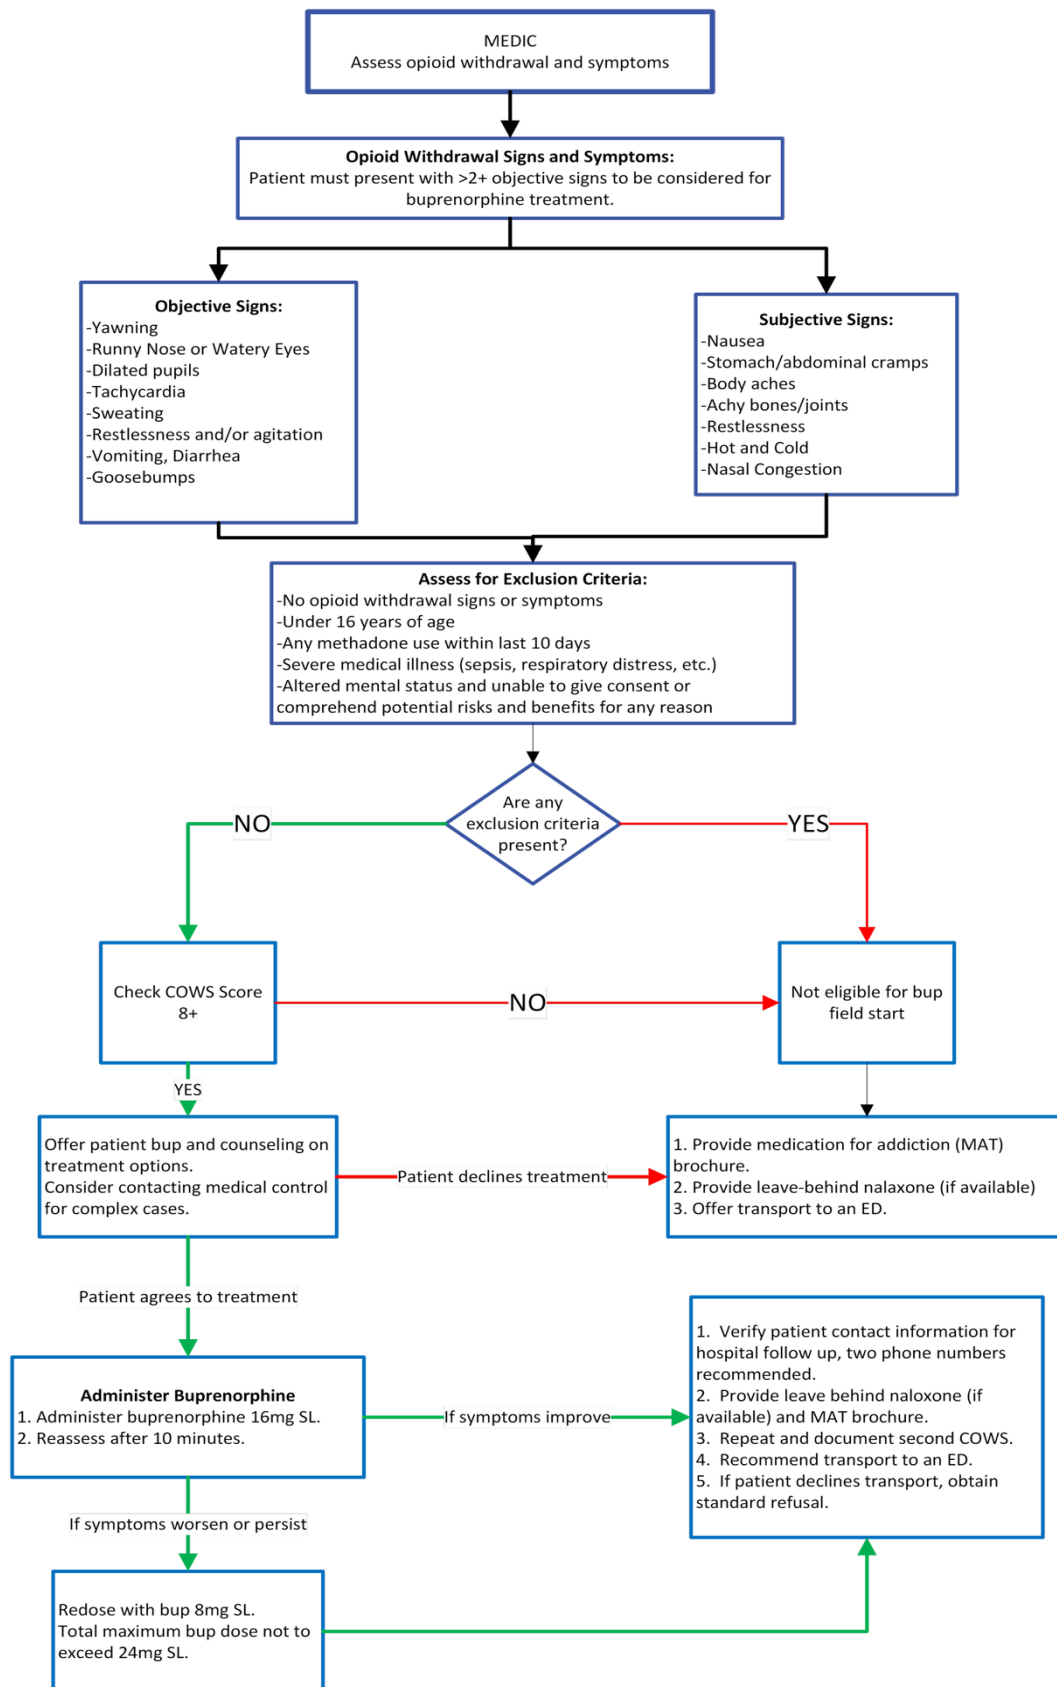 MEDIC
Assess opioid withdrawal and symptoms
Opioid Withdrawal Signs and Symptoms:
Patient must present with >2+ objective signs to be considered for
buprenorphine treatment.
Objective Signs:
-Yawning
-Runny Nose or Watery Eyes
-Dilated pupils
-Tachycardia
-Sweating
-Restlessness and/or agitation
-Vomiting, Diarrhea
-Goosebumps
Subjective Signs:
-Nausea
-Stomach/abdominal cramps
-Body aches
-Achy bones/joints
-Restlessness
-Hot and Cold
-Nasal Congestion
Assess for Exclusion Criteria:
-No opioid withdrawal signs or symptoms
-Under 16 years of age
-Any methadone use within last 10 days
-Severe medical illness (sepsis, respiratory distress, etc.)
-Altered mental status and unable to give consent or
comprehend potential risks and benefits for any reason
Are any
exclusion criteria
present?
NO
YES
Check COWS Score
8+
NO
Not eligible for bup
field start
YES
Offer patient bup and counseling on
treatment options.
Consider contacting medical control
for complex cases.
Patient declines treatment
1. Provide medication for addiction (MAT)
brochure.
2. Provide leave-behind nalaxone (if available)
3. Offer transport to an ED.
Patient agrees to treatment
Administer Buprenorphine
1. Administer buprenorphine 16mg SL.
2. Reassess after 10 minutes.
If symptoms improve
1. Verify patient contact information for
hospital follow up, two phone numbers
recommended.
2. Provide leave behind naloxone (if
available) and MAT brochure.
3. Repeat and document second COWS.
4. Recommend transport to an ED.
5. If patient declines transport, obtain
standard refusal.
If symptoms worsen or persist
Redose with bup 8mg SL.
Total maximum bup dose not to
exceed 24mg SL.